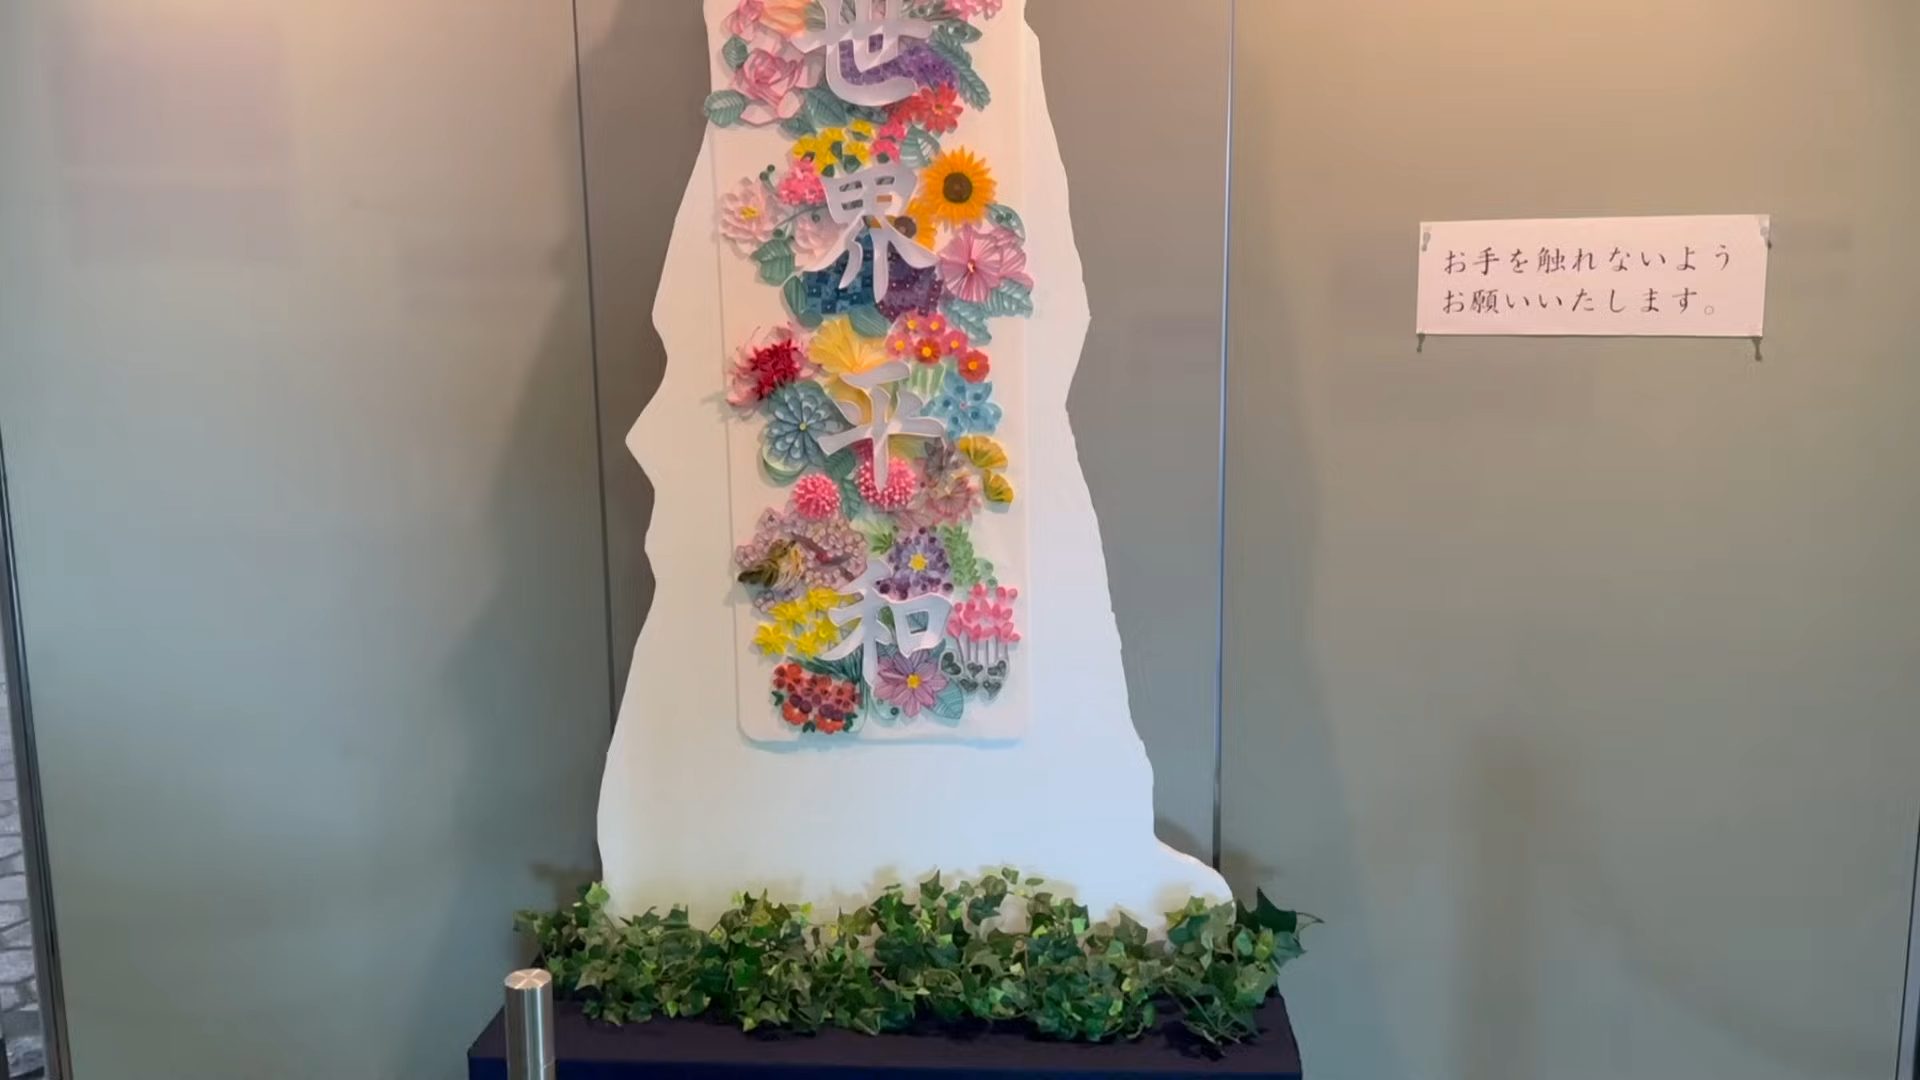 世界平和
お手を触れないよう
お願いいたします。